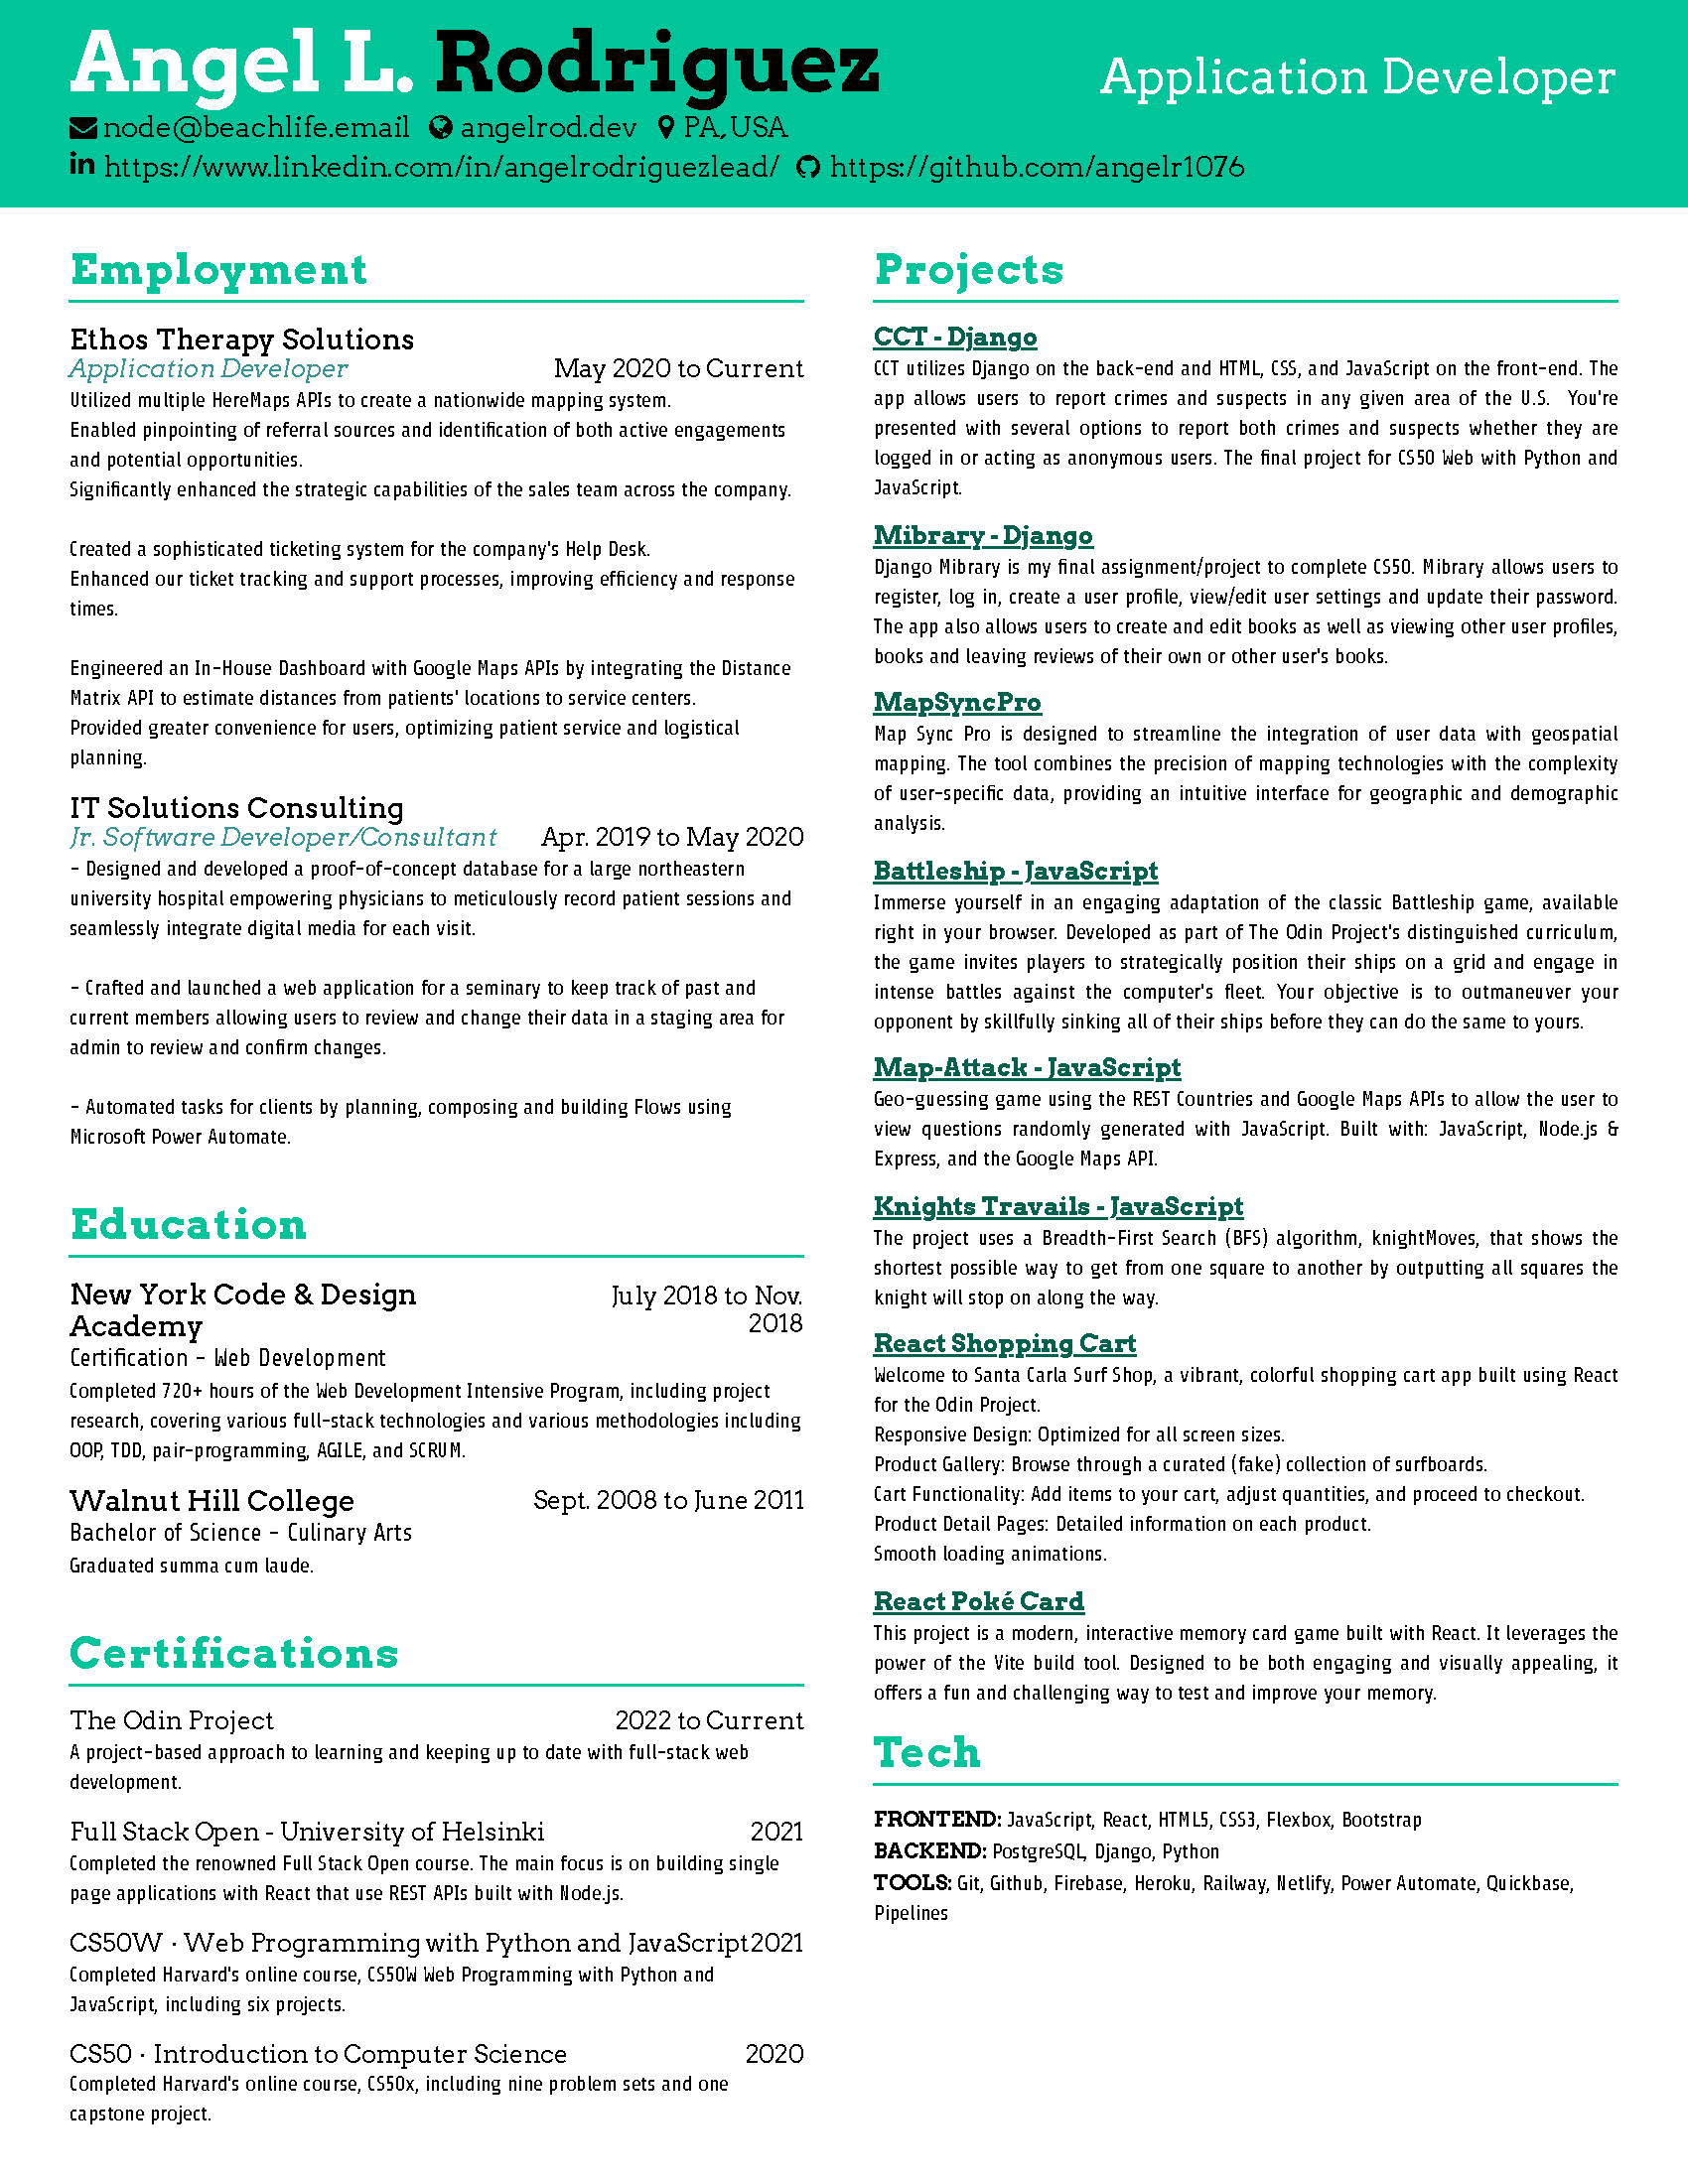 Angel L. Rodriguez
Application Developer
node@beachlife.email angelrod.dev PA, USA
in https://www.linkedin.com/in/angelrodriguezlead/ https://github.com/angelr1076
Employment
Ethos Therapy Solutions
Application Developer May 2020 to Current
Utilized multiple HereMaps APIs to create a nationwide mapping system.
Enabled pinpointing of referral sources and identification of both active engagements
and potential opportunities.
Significantly enhanced the strategic capabilities of the sales team across the company.
Created a sophisticated ticketing system for the company's Help Desk.
Enhanced our ticket tracking and support processes, improving efficiency and response
times.
Engineered an In-House Dashboard with Google Maps APIs by integrating the Distance
Matrix API to estimate distances from patients' locations to service centers.
Provided greater convenience for users, optimizing patient service and logistical
planning.
IT Solutions Consulting
Jr. Software Developer/Consultant Apr. 2019 to May 2020
- Designed and developed a proof-of-concept database for a large northeastern
university hospital empowering physicians to meticulously record patient sessions and
seamlessly integrate digital media for each visit.
- Crafted and launched a web application for a seminary to keep track of past and
current members allowing users to review and change their data in a staging area for
admin to review and confirm changes.
- Automated tasks for clients by planning, composing and building Flows using
Microsoft Power Automate.
Education
New York Code & Design July 2018 to Nov.
Academy 2018
Certification - Web Development
Completed 720+ hours of the Web Development Intensive Program, including project
research, covering various full-stack technologies and various methodologies including
OOP, TDD, pair-programming, AGILE, and SCRUM.
Walnut Hill College Sept. 2008 to June 2011
Bachelor of Science - Culinary Arts
Graduated summa cum laude.
Certifications
The Odin Project 2022 to Current
A project-based approach to learning and keeping up to date with full-stack web
development.
Full Stack Open - University of Helsinki 2021
Completed the renowned Full Stack Open course. The main focus is on building single
page applications with React that use REST APIs built with Node.js.
CS50W · Web Programming with Python and JavaScript 2021
Completed Harvard's online course, CS50W Web Programming with Python and
JavaScript, including six projects.
CS50 · Introduction to Computer Science 2020
Completed Harvard's online course, CS50x, including nine problem sets and one
capstone project.
Projects
CCT - Django
CCT utilizes Django on the back-end and HTML, CSS, and JavaScript on the front-end. The
app allows users to report crimes and suspects in any given area of the U.S. You're
presented with several options to report both crimes and suspects whether they are
logged in or acting as anonymous users. The final project for CS50 Web with Python and
JavaScript.
Mibrary - Django
Django Mibrary is my final assignment/project to complete CS50. Mibrary allows users to
register, log in, create a user profile, view/edit user settings and update their password.
The app also allows users to create and edit books as well as viewing other user profiles,
books and leaving reviews of their own or other user's books.
MapSyncPro
Map Sync Pro is designed to streamline the integration of user data with geospatial
mapping. The tool combines the precision of mapping technologies with the complexity
of user-specific data, providing an intuitive interface for geographic and demographic
analysis.
Battleship - JavaScript
Immerse yourself in an engaging adaptation of the classic Battleship game, available
right in your browser. Developed as part of The Odin Project's distinguished curriculum,
the game invites players to strategically position their ships on a grid and engage in
intense battles against the computer's fleet. Your objective is to outmaneuver your
opponent by skillfully sinking all of their ships before they can do the same to yours.
Map-Attack - JavaScript
Geo-guessing game using the REST Countries and Google Maps APIs to allow the user to
view questions randomly generated with JavaScript. Built with: JavaScript, Node.js &
Express, and the Google Maps API.
Knights Travails - JavaScript
The project uses a Breadth-First Search (BFS) algorithm, knightMoves, that shows the
shortest possible way to get from one square to another by outputting all squares the
knight will stop on along the way.
React Shopping Cart
Welcome to Santa Carla Surf Shop, a vibrant, colorful shopping cart app built using React
for the Odin Project.
Responsive Design: Optimized for all screen sizes.
Product Gallery: Browse through a curated (fake) collection of surfboards.
Cart Functionality: Add items to your cart, adjust quantities, and proceed to checkout.
Product Detail Pages: Detailed information on each product.
Smooth loading animations.
React Poké Card
This project is a modern, interactive memory card game built with React. It leverages the
power of the Vite build tool. Designed to be both engaging and visually appealing, it
offers a fun and challenging way to test and improve your memory.
Tech
FRONTEND: JavaScript, React, HTML5, CSS3, Flexbox, Bootstrap
BACKEND: PostgreSQL, Django, Python
TOOLS: Git, Github, Firebase, Heroku, Railway, Netlify, Power Automate, Quickbase,
Pipelines